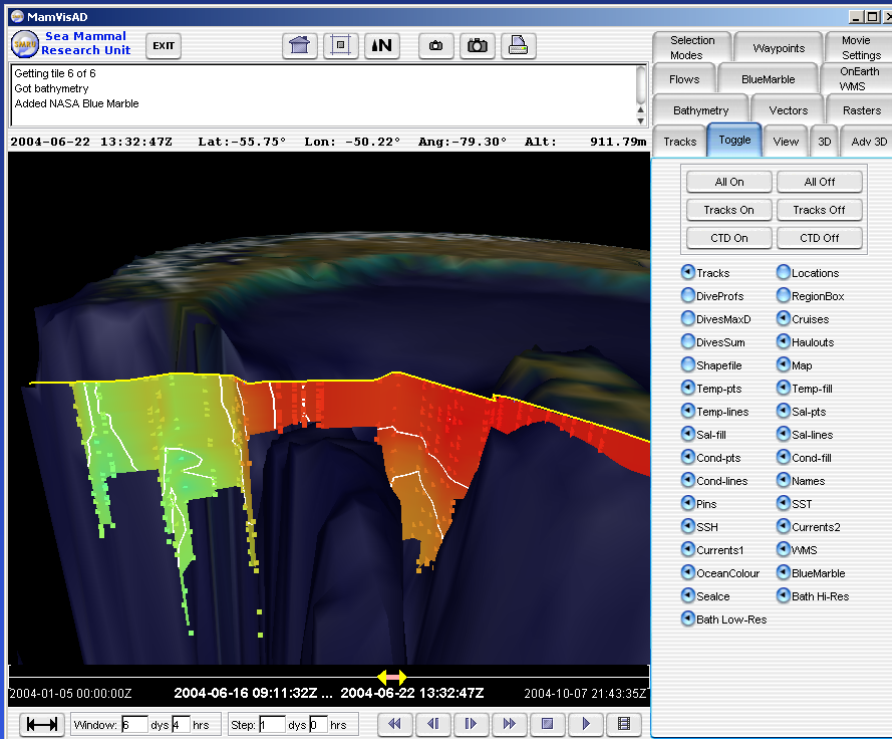 MamVisAD
SMRU
Sea Mammal Research Unit
EXIT
N
Getting tile 6 of 6
Got bathymetry
Added NASA Blue Marble
2004-06-22 13:32:47Z Lat:-55.75° Lon: -50.22° Ang:-79.30° Alt: 911.79m
Selection Modes Waypoints Movie Settings
Flows BlueMarble OnEarth WMS
Bathymetry Vectors Rasters
Tracks Toggle View 3D Adv 3D
All On All Off
Tracks On Tracks Off
CTD On CTD Off
Tracks Locations
DiveProfs RegionBox
DivesMaxD Cruises
DivesSum Haulouts
Shapefile Map
Temp-pts Temp-fill
Temp-lines Sal-pts
Sal-fill Sal-lines
Cond-pts Cond-fill
Cond-lines Names
Pins SST
SSH Currents2
Currents1 WMS
OceanColour BlueMarble
SeaIce Bath Hi-Res
Bath Low-Res
2004-01-05 00:00:00Z 2004-06-16 09:11:32Z ... 2004-06-22 13:32:47Z 2004-10-07 21:43:35Z
Window: 6 dys 4 hrs Step: 1 dys 0 hrs